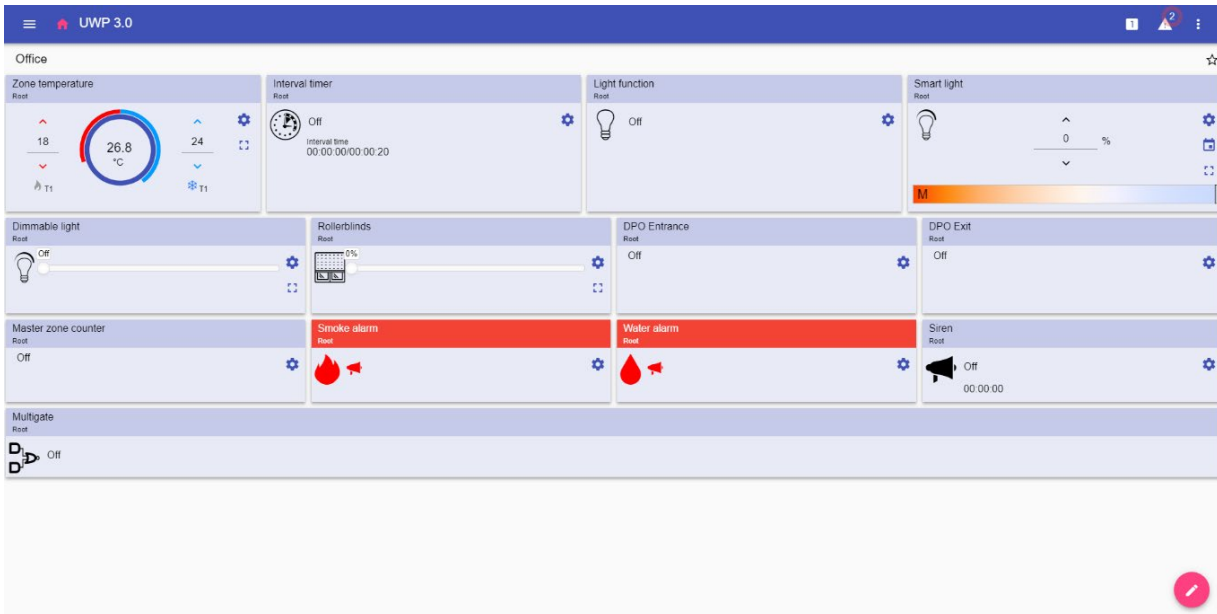 UWP 3.0
1
2
Office
Zone temperature
Root
18
26.8
°C
24
T1
T1
Interval timer
Root
Off
Interval time
00:00:00/00:00:20
Light function
Root
Off
Smart light
Root
0
%
M
Dimmable light
Root
Off
Rollerblinds
Root
0%
DPO Entrance
Root
Off
DPO Exit
Root
Off
Master zone counter
Root
Off
Smoke alarm
Root
Water alarm
Root
Siren
Root
Off
00:00:00
Multigate
Root
Off